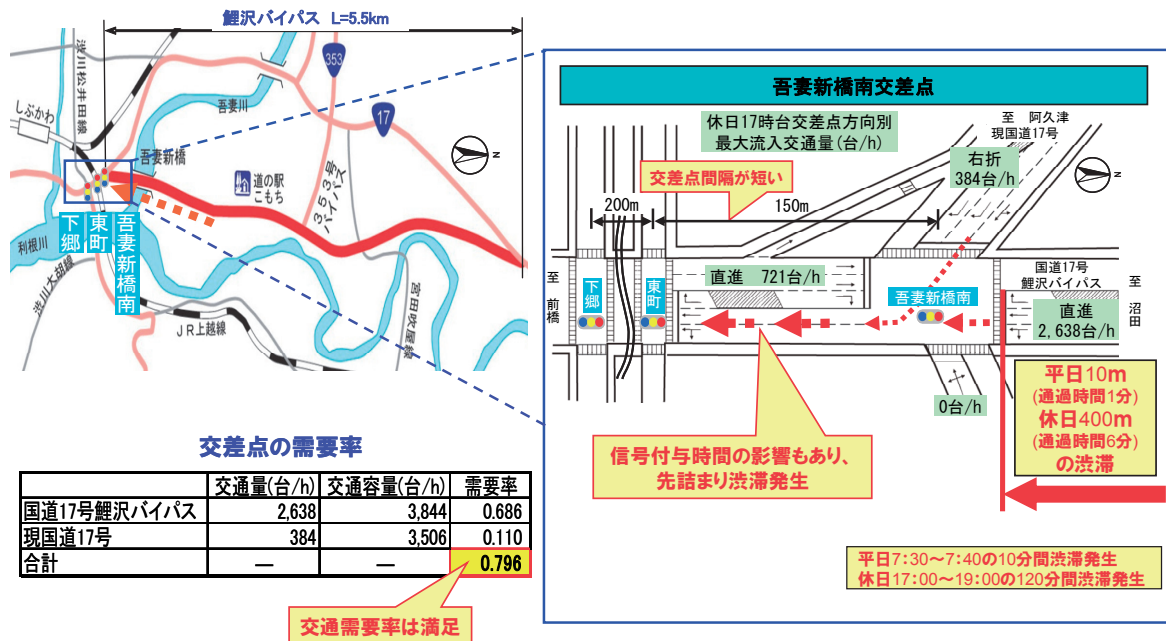 鯉沢バイパス L=5.5km
渋川松井田線
353
17
しぶかわ
吾妻川
吾妻新橋
N
道の駅
こもち
353号
バイパス
下郷
東町
吾妻新橋南
利根川
渋川大胡線
JR上越線
宮田吹屋線
吾妻新橋南交差点
至 阿久津
現国道17号
休日17時台交差点方向別
最大流入交通量(台/h)
右折
384台/h
N
交差点間隔が短い
200m
150m
至 前橋
下郷
東町
直進 721台/h
吾妻新橋南
国道17号
鯉沢バイパス
至 沼田
直進
2,638台/h
0台/h
平日10m
(通過時間1分)
休日400m
(通過時間6分)
の渋滞
信号付与時間の影響もあり、
先詰まり渋滞発生
平日7:30~7:40の10分間渋滞発生
休日17:00~19:00の120分間渋滞発生
交差点の需要率
交通量(台/h) 交通容量(台/h) 需要率
国道17号鯉沢バイパス 2,638 3,844 0.686
現国道17号 384 3,506 0.110
合計 — — 0.796
交通需要率は満足